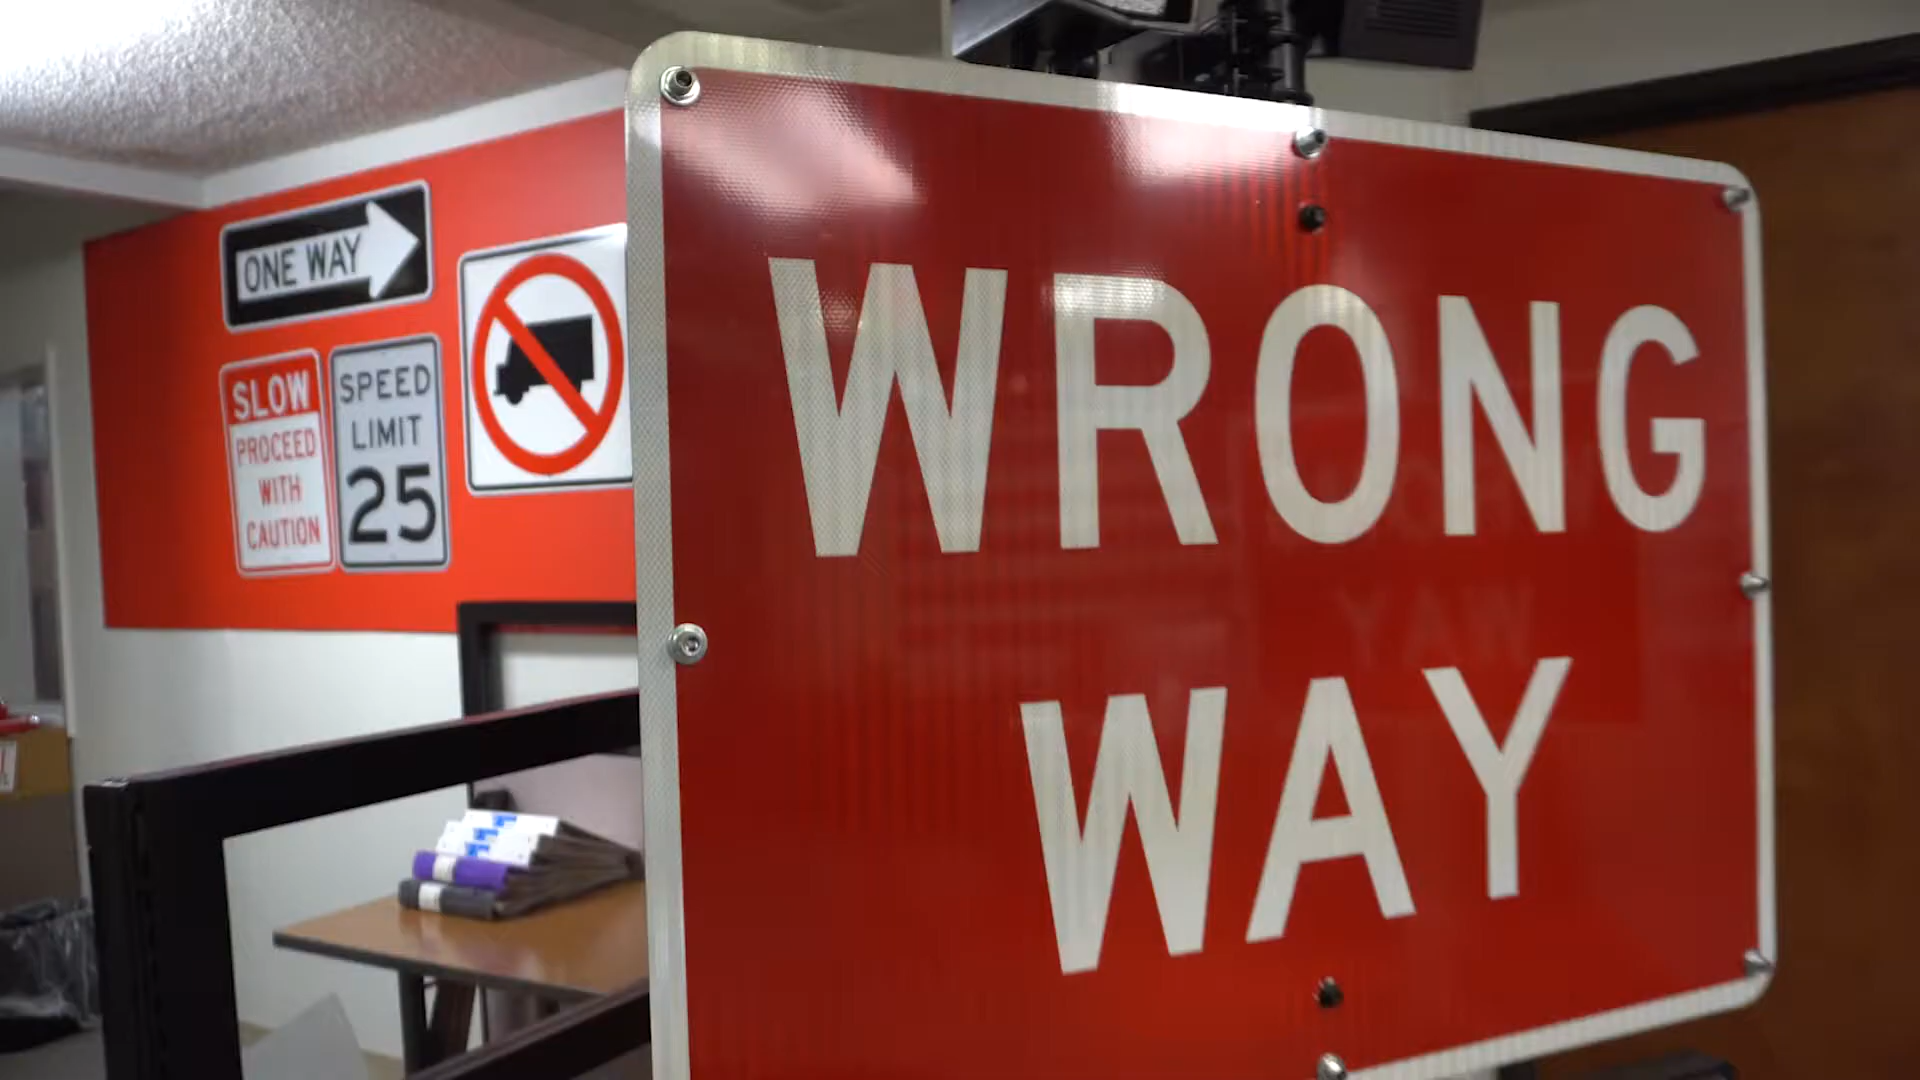 ONE WAY
SLOW
PROCEED
WITH
CAUTION
SPEED
LIMIT
25
WRONG
WAY